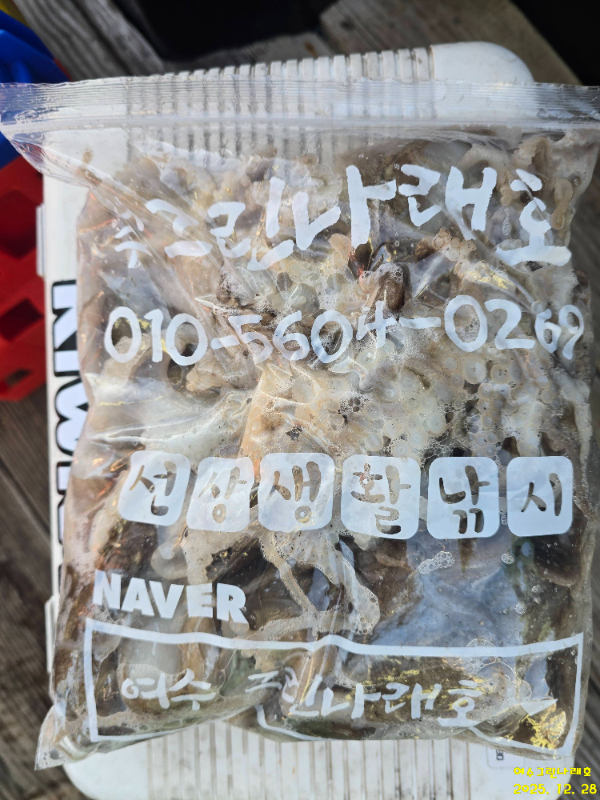 수그린나래호
010-5604-0269
선상생활낚시
NAVER
여수 그린나래호
여수그린나래호
2025. 12. 28